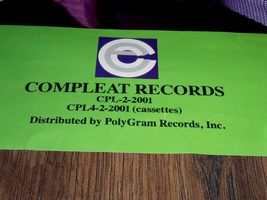 COMPLEAT RECORDS
CPL-2-2001
CPL4-2-2001 (cassettes)
Distributed by PolyGram Records, Inc.